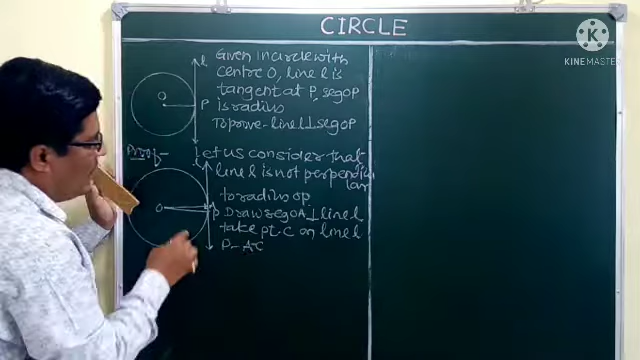 CIRCLE
KINEMASTER
Given in circle with
centre O, line l is
tangent at P, seg OP
is radius
To prove - line l ⊥ seg OP
Proof - Let us consider that
line l is not perpendicular
to radius op
Draw seg OA ⊥ line l
take pt. C on line l
P-A-C
l
O
P
O
A
P